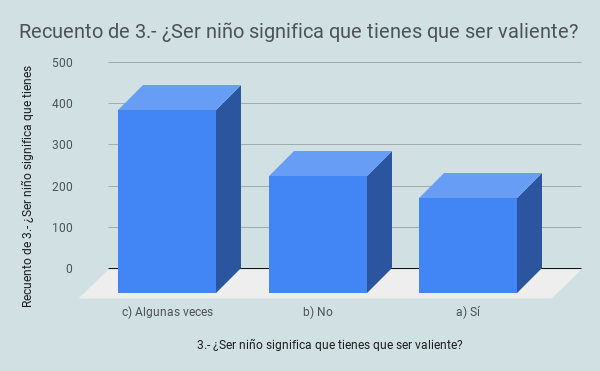 Recuento de 3.- ¿Ser niño significa que tienes que ser valiente?
Recuento de 3.- ¿Ser niño significa que tienes
500
400
300
200
100
0
c) Algunas veces
b) No
a) Sí
3.- ¿Ser niño significa que tienes que ser valiente?